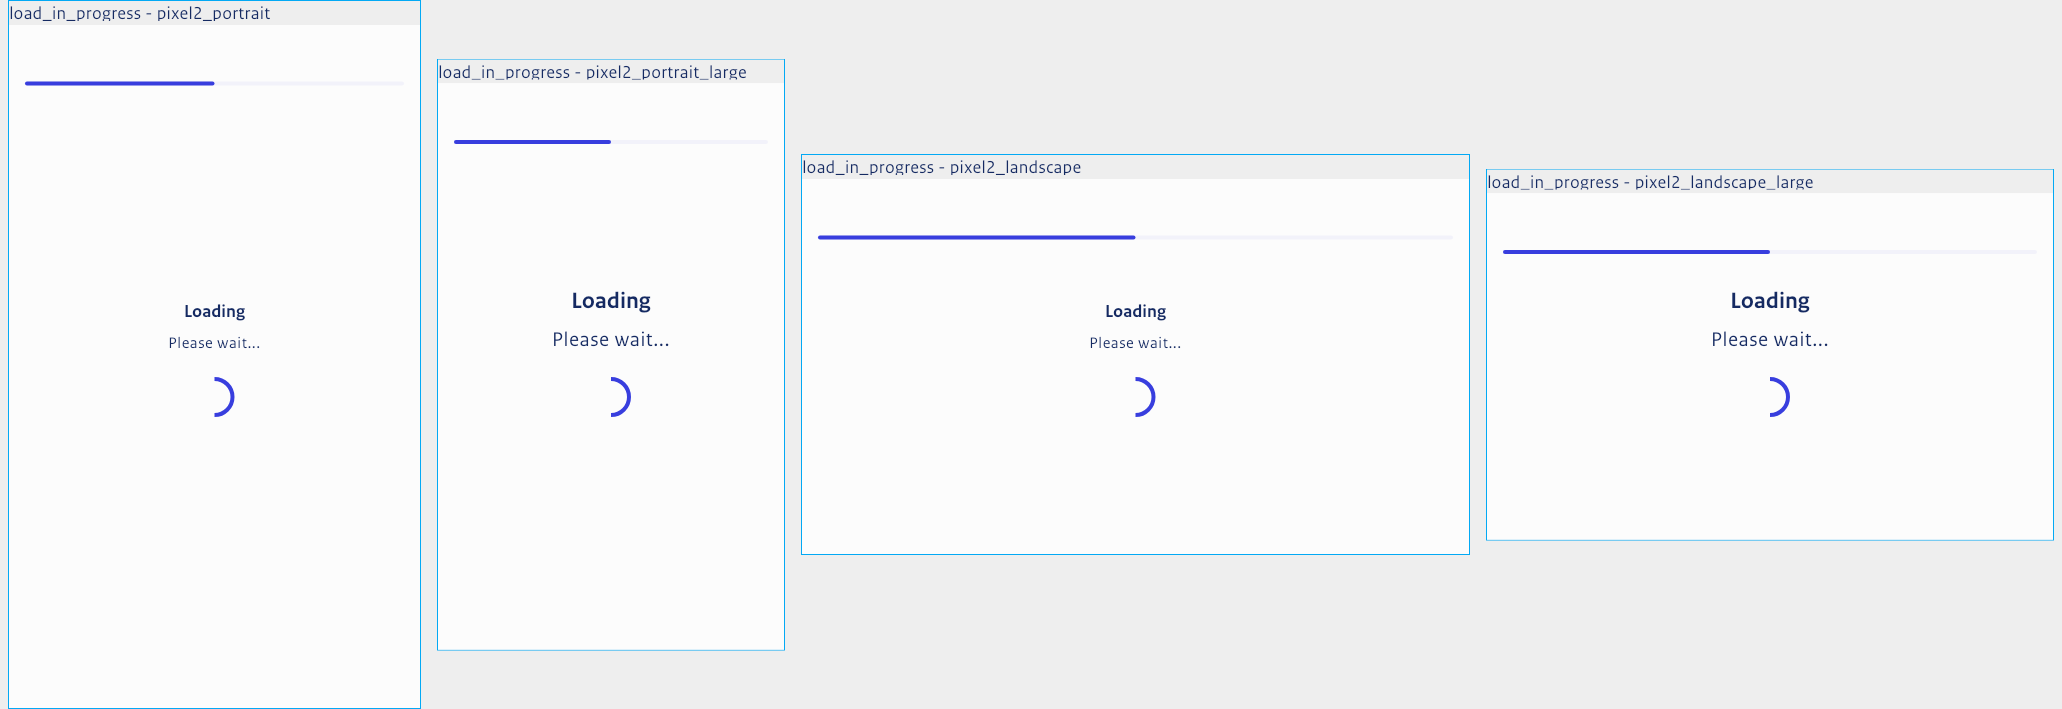 load_in_progress - pixel2_portrait
Loading
Please wait...
load_in_progress - pixel2_portrait_large
Loading
Please wait...
load_in_progress - pixel2_landscape
Loading
Please wait...
load_in_progress - pixel2_landscape_large
Loading
Please wait...